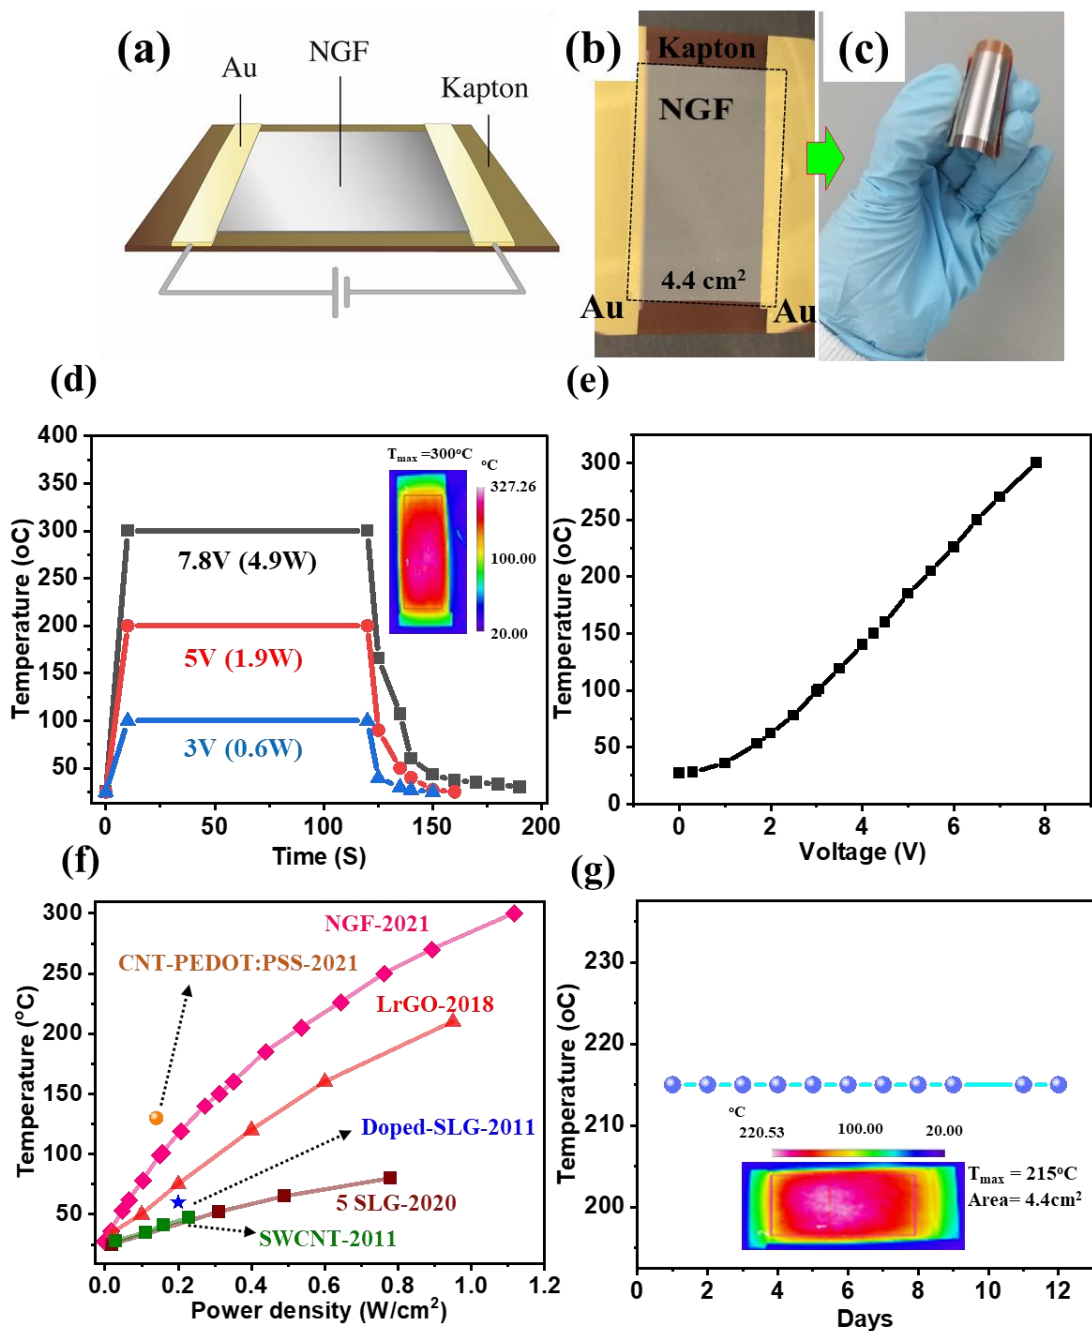 (a)
NGF
Au
Kapton
(b)
Kapton
NGF
4.4 cm²
Au
Au
(c)
(d)
Temperature (oC)
400
350
300
250
200
150
100
50
7.8V (4.9W)
5V (1.9W)
3V (0.6W)
Tmax =300°C
°C
327.26
100.00
20.00
0
50
100
150
200
Time (S)
(e)
Temperature (oC)
300
200
100
0
0
2
4
6
8
Voltage (V)
(f)
Temperature (°C)
300
250
200
150
100
50
NGF-2021
CNT-PEDOT:PSS-2021
LrGO-2018
Doped-SLG-2011
5 SLG-2020
SWCNT-2011
0.0
0.2
0.4
0.6
0.8
1.0
1.2
Power density (W/cm²)
(g)
Temperature (oC)
230
220
210
200
°C
220.53
100.00
20.00
Tmax = 215°C
Area= 4.4cm²
0
2
4
6
8
10
12
Days